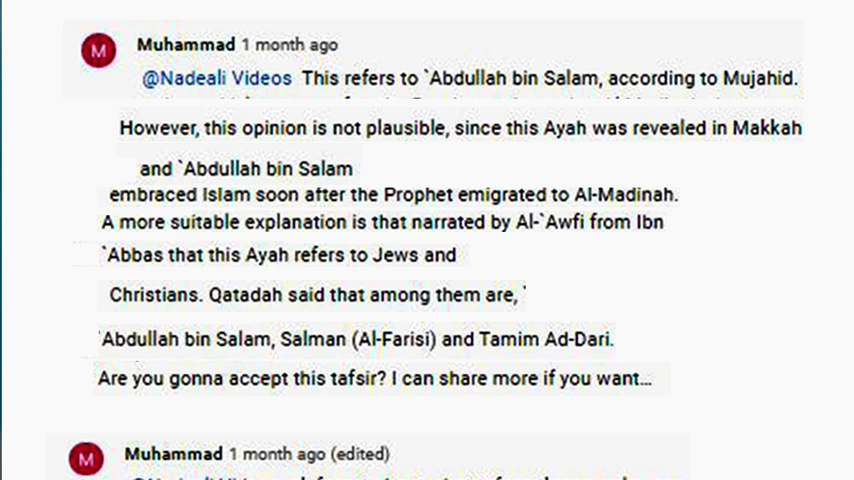 M
Muhammad 1 month ago
@Nadeali Videos This refers to `Abdullah bin Salam, according to Mujahid.
However, this opinion is not plausible, since this Ayah was revealed in Makkah
and `Abdullah bin Salam
embraced Islam soon after the Prophet emigrated to Al-Madinah.
A more suitable explanation is that narrated by Al-`Awfi from Ibn
`Abbas that this Ayah refers to Jews and
Christians. Qatadah said that among them are, `
`Abdullah bin Salam, Salman (Al-Farisi) and Tamim Ad-Dari.
Are you gonna accept this tafsir? I can share more if you want...
M
Muhammad 1 month ago (edited)